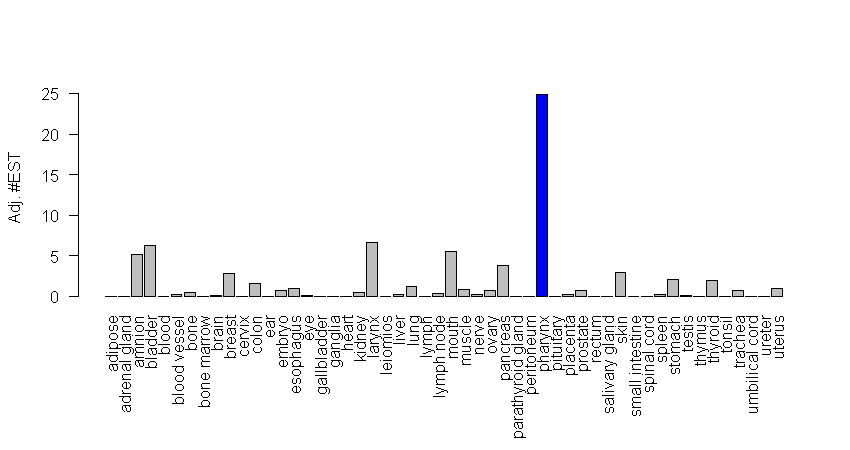 Adj. #EST
25
20
15
10
5
0
adipose
adrenal gland
amnion
bladder
blood
blood vessel
bone
bone marrow
brain
breast
cervix
colon
ear
embryo
esophagus
eye
gallbladder
ganglia
heart
kidney
larynx
leiomios
liver
lung
lymph
lymph node
mouth
muscle
nerve
ovary
pancreas
parathyroid gland
peritoneum
pharynx
pituitary
placenta
prostate
rectum
salivary gland
skin
small intestine
spinal cord
spleen
stomach
testis
thymus
thyroid
tonsil
trachea
umbilical cord
ureter
uterus